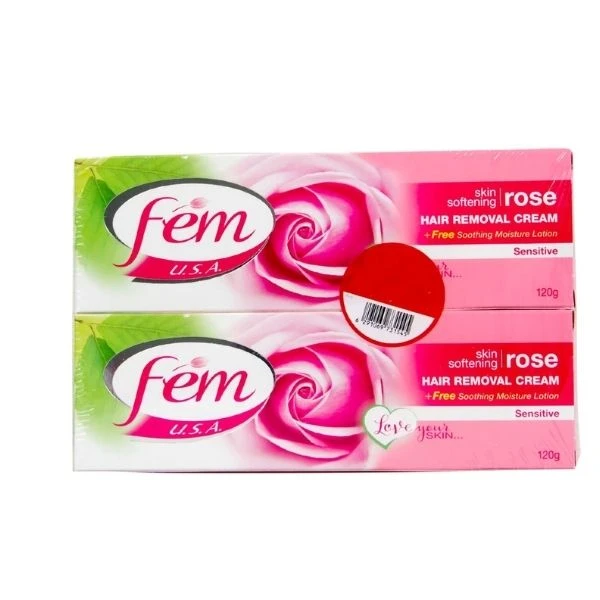 fem
U.S.A.
skin
softening
rose
HAIR REMOVAL CREAM
+Free Soothing Moisture Lotion
Sensitive
SKIN...
120g
fem
U.S.A.
skin
softening
rose
HAIR REMOVAL CREAM
+Free Soothing Moisture Lotion
Sensitive
Love your
SKIN...
120g